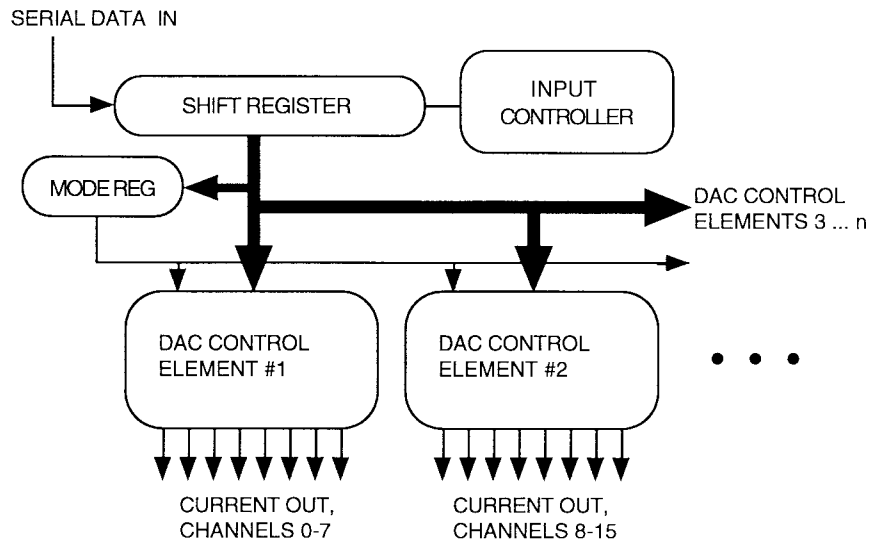 SERIAL DATA IN
SHIFT REGISTER
INPUT
CONTROLLER
MODE REG
DAC CONTROL
ELEMENTS 3 ... n
DAC CONTROL
ELEMENT #1
DAC CONTROL
ELEMENT #2
CURRENT OUT,
CHANNELS 0-7
CURRENT OUT,
CHANNELS 8-15